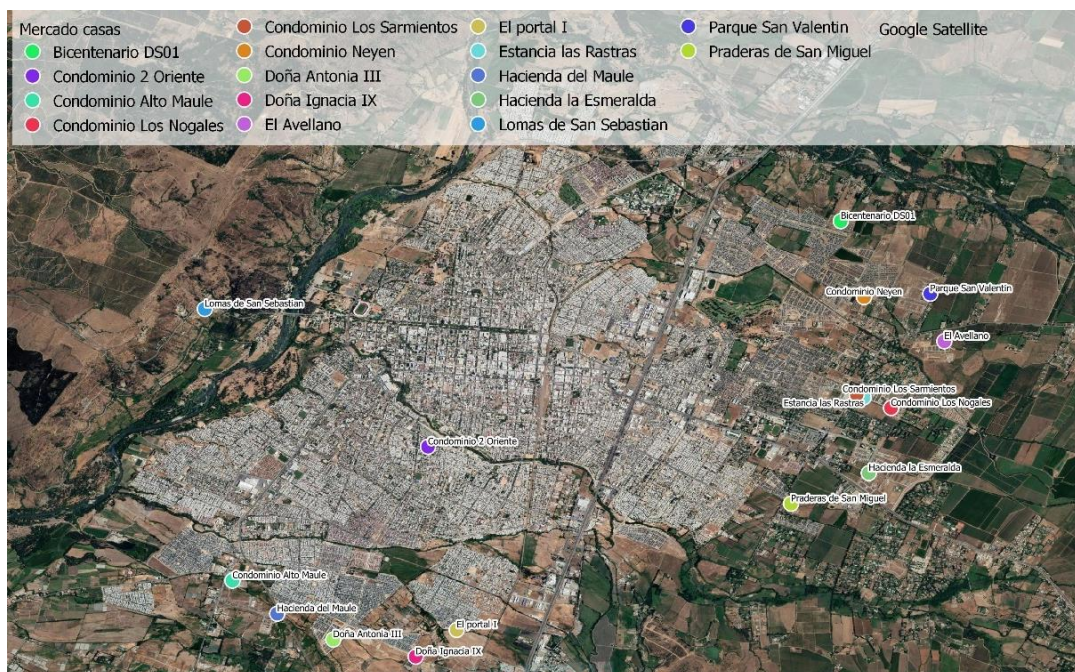 Mercado casas
Bicentenario DS01
Condominio 2 Oriente
Condominio Alto Maule
Condominio Los Nogales
Condominio Los Sarmientos
Condominio Neyen
Doña Antonia III
Doña Ignacia IX
El Avellano
El portal I
Estancia las Rastras
Hacienda del Maule
Hacienda la Esmeralda
Lomas de San Sebastian
Parque San Valentin
Praderas de San Miguel
Google Satellite
Bicentenario DS01
Condominio Neyen
Parque San Valentin
Lomas de San Sebastian
El Avellano
Condominio Los Sarmientos
Estancia las Rastras
Condominio Los Nogales
Condominio 2 Oriente
Hacienda la Esmeralda
Praderas de San Miguel
Condominio Alto Maule
Hacienda del Maule
El portal I
Doña Antonia III
Doña Ignacia IX